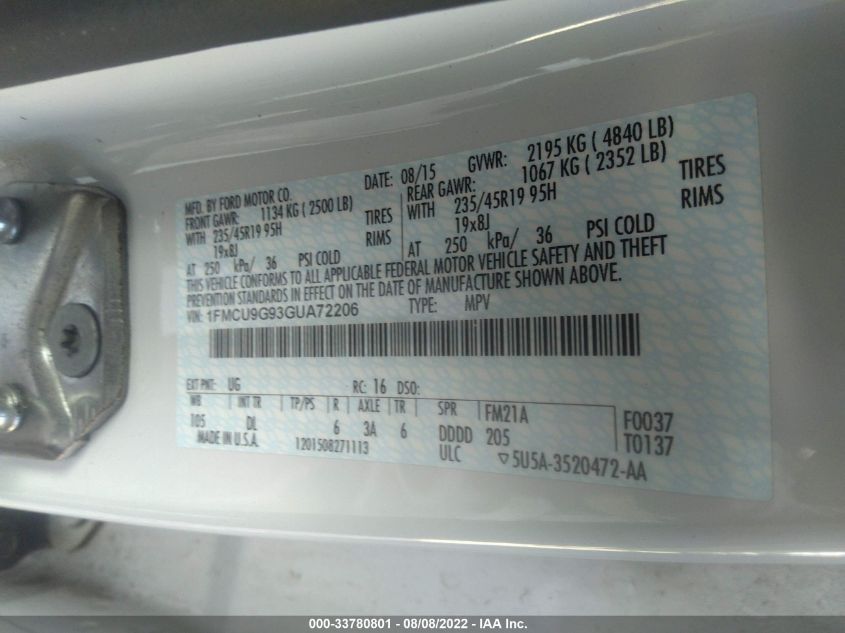 MFD. BY FORD MOTOR CO.
DATE: 08/15 GVWR: 2195 KG ( 4840 LB)
FRONT GAWR: 1134 KG ( 2500 LB)
REAR GAWR: 1067 KG ( 2352 LB)
WITH 235/45R19 95H TIRES
WITH 235/45R19 95H TIRES
19x8J RIMS
19x8J RIMS
AT 250 kPa/ 36 PSI COLD
AT 250 kPa/ 36 PSI COLD
THIS VEHICLE CONFORMS TO ALL APPLICABLE FEDERAL MOTOR VEHICLE SAFETY AND THEFT
PREVENTION STANDARDS IN EFFECT ON THE DATE OF MANUFACTURE SHOWN ABOVE.
VIN: 1FMCU9G93GUA72206 TYPE: MPV
EXT PNT: UG RC: 16 DSO:
WB INT TR TP/PS R AXLE TR SPR FM21A F0037
105 DL 6 3A 6 DDDD 205 T0137
MADE IN U.S.A. 1201508271113 ULC ▽5U5A-3520472-AA
000-33780801 - 08/08/2022 - IAA Inc.